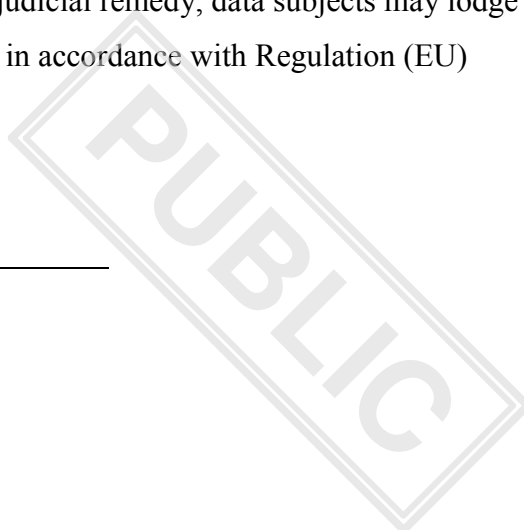 judicial remedy, data subjects may lodge
in accordance with Regulation (EU)
PUBLIC